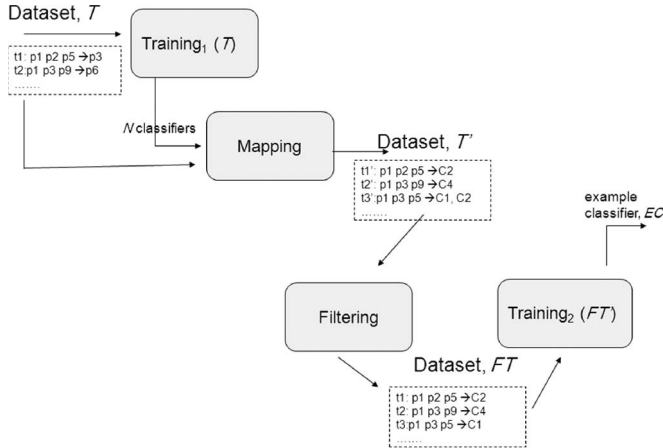 Dataset, T
t1: p1 p2 p5 →p3
t2:p1 p3 p9 →p6
.......
Training₁ (T)
N classifiers
Mapping
Dataset, T'
t1': p1 p2 p5 →C2
t2': p1 p3 p9 →C4
t3':p1 p3 p5 →C1, C2
.......
Filtering
Dataset, FT
t1: p1 p2 p5 →C2
t2: p1 p3 p9 →C4
t3:p1 p3 p5 →C1
.......
Training₂ (FT')
example
classifier, EC